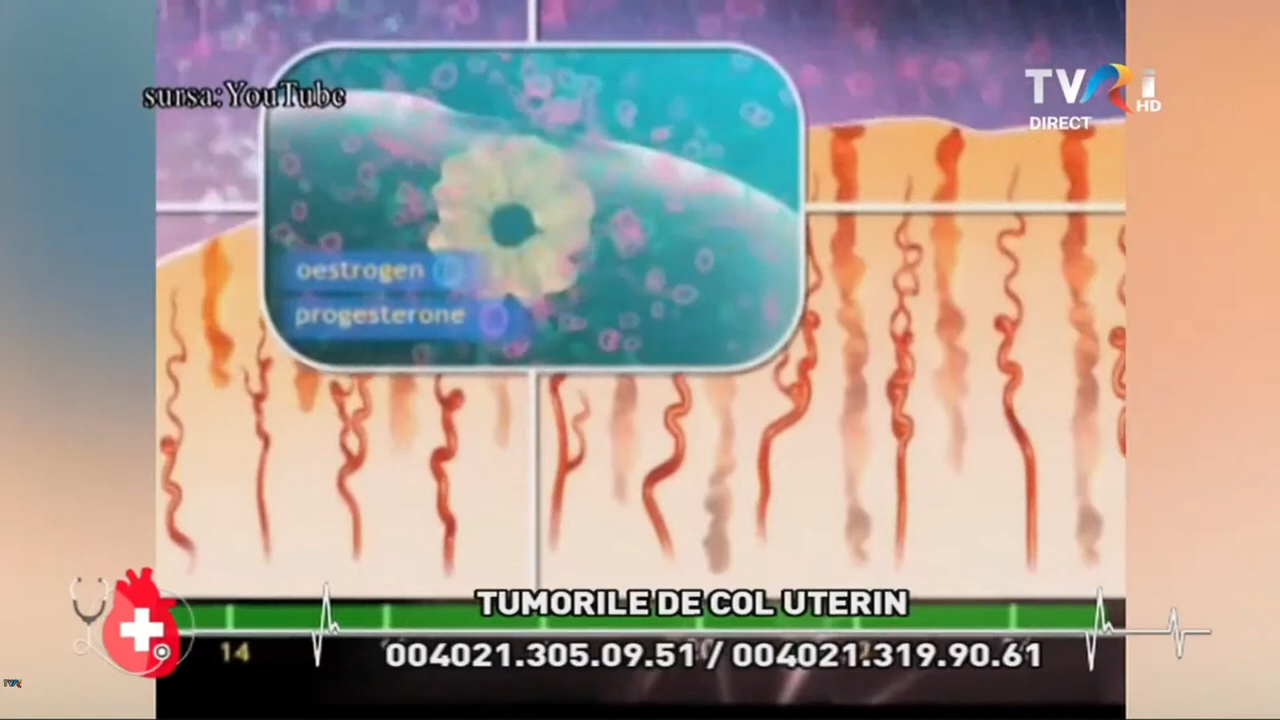 sursa:YouTube
TVR i
HD
DIRECT
oestrogen
progesterone
TUMORILE DE COL UTERIN
14
004021.305.09.51 / 004021.319.90.61
TVR